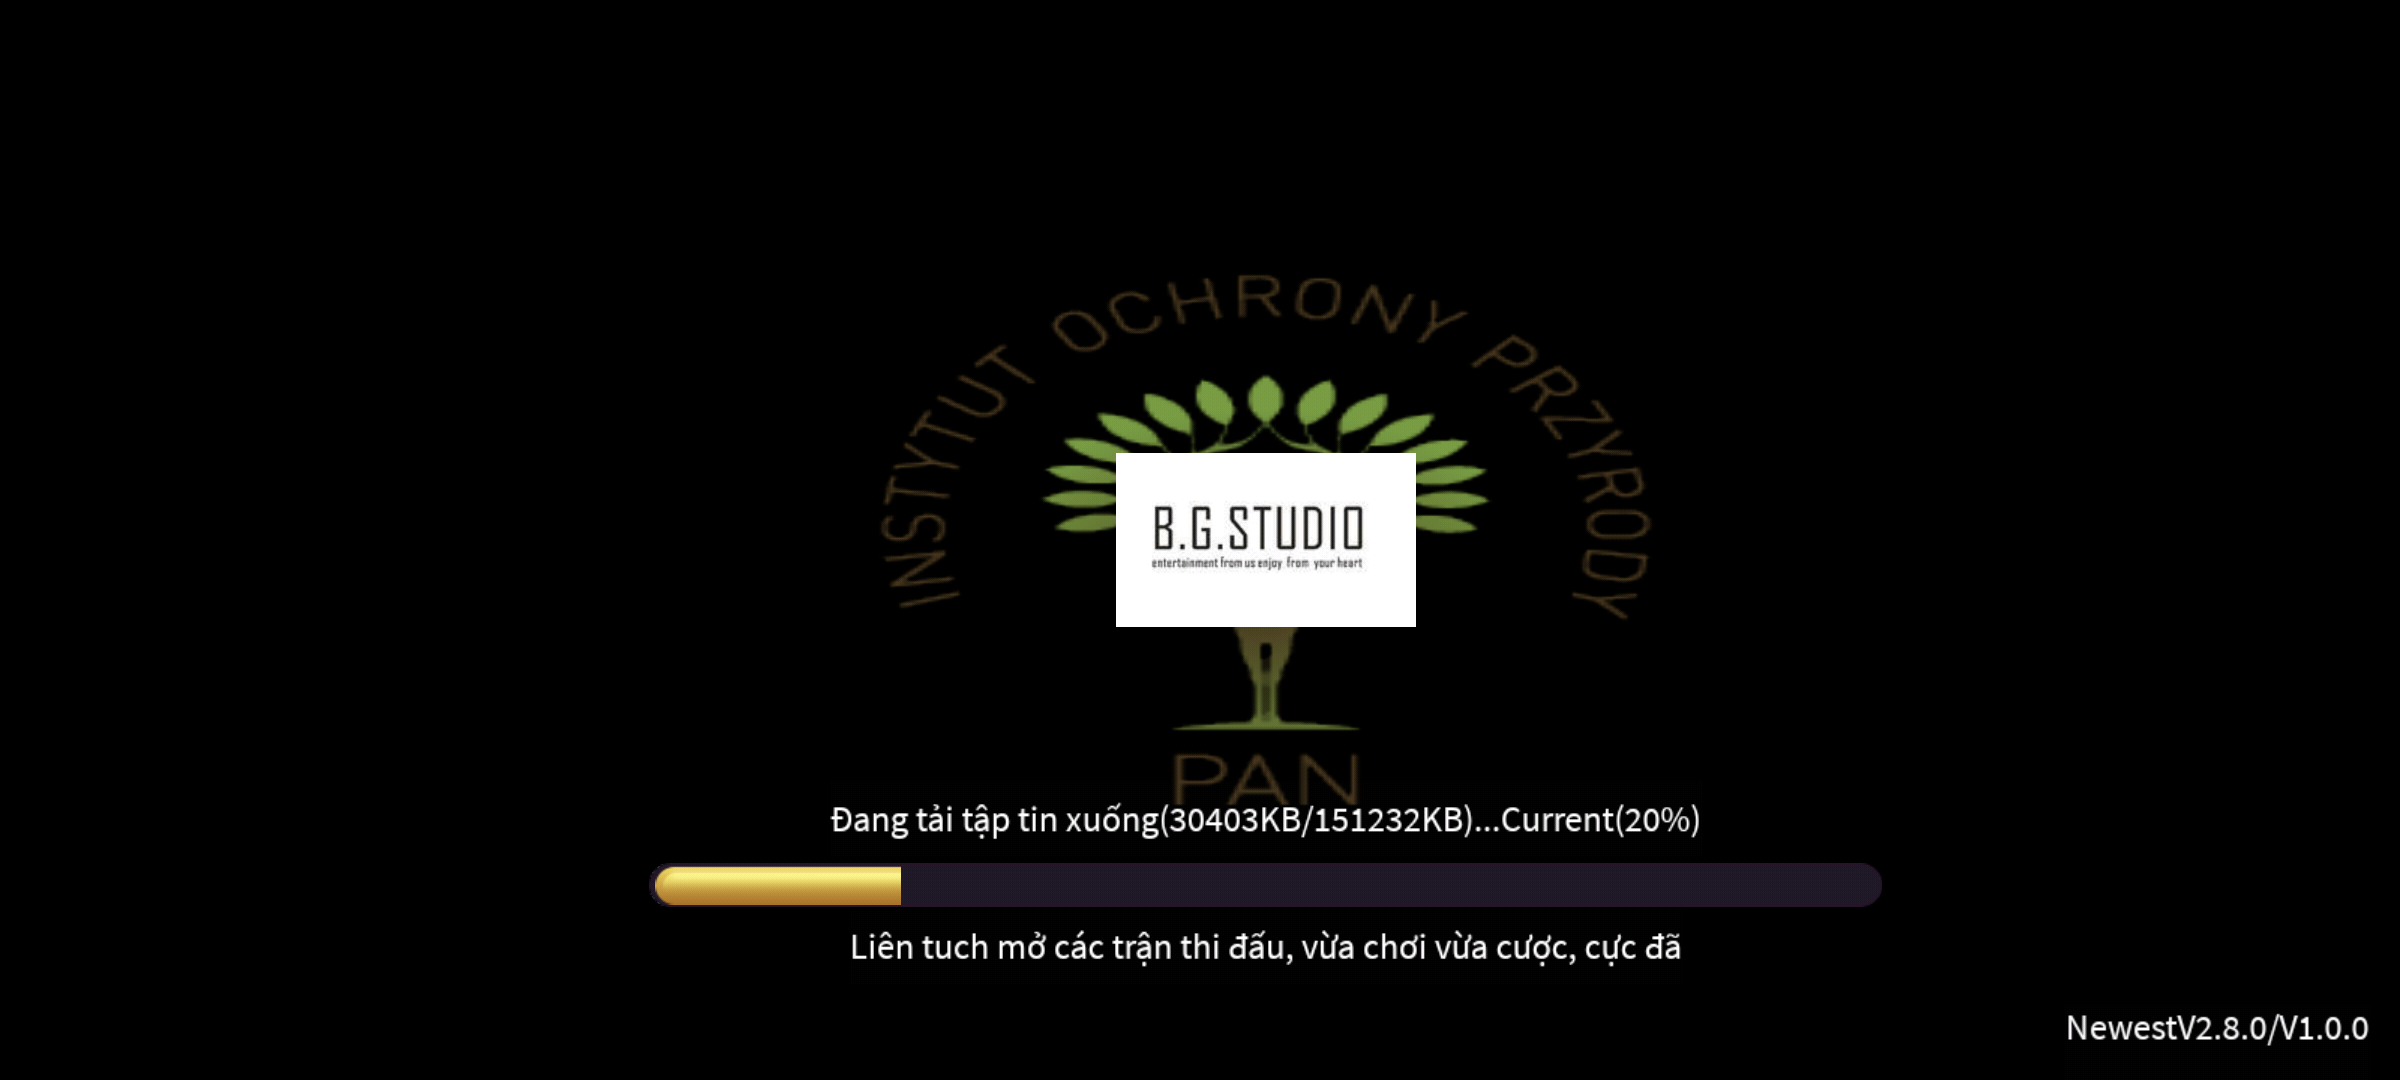 INSTYTUT OCHRONY PRZYRODY
B.G.STUDIO
entertainment from us enjoy from your heart
PAN
Đang tải tập tin xuống(30403KB/151232KB)...Current(20%)
Liên tuch mở các trận thi đấu, vừa chơi vừa cược, cực đã
NewestV2.8.0/V1.0.0